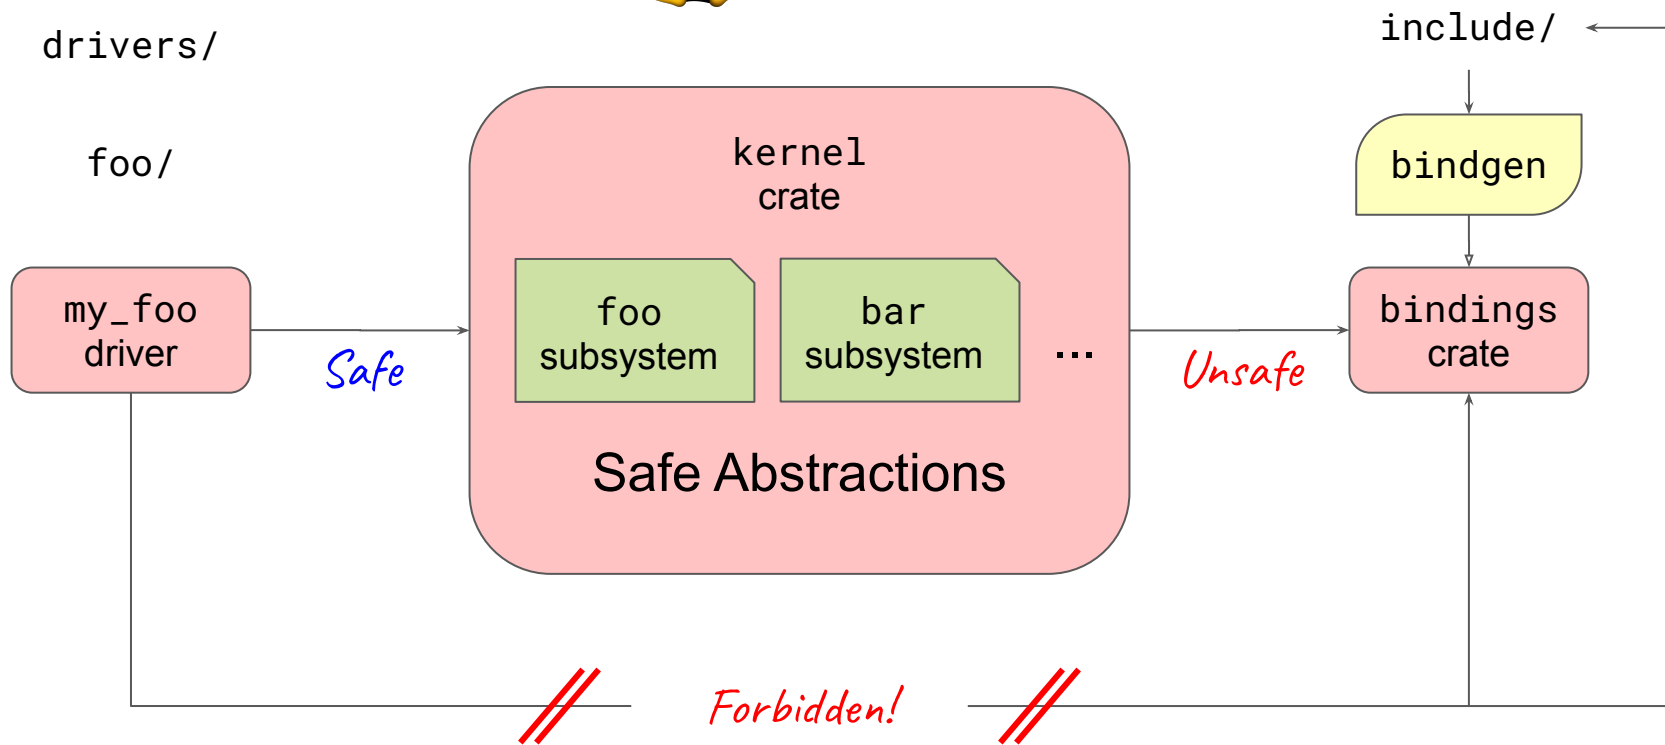 drivers/
include/
foo/
kernel
crate
bindgen
my_foo
driver
Safe
foo
subsystem
bar
subsystem
...
Unsafe
bindings
crate
Safe Abstractions
Forbidden!